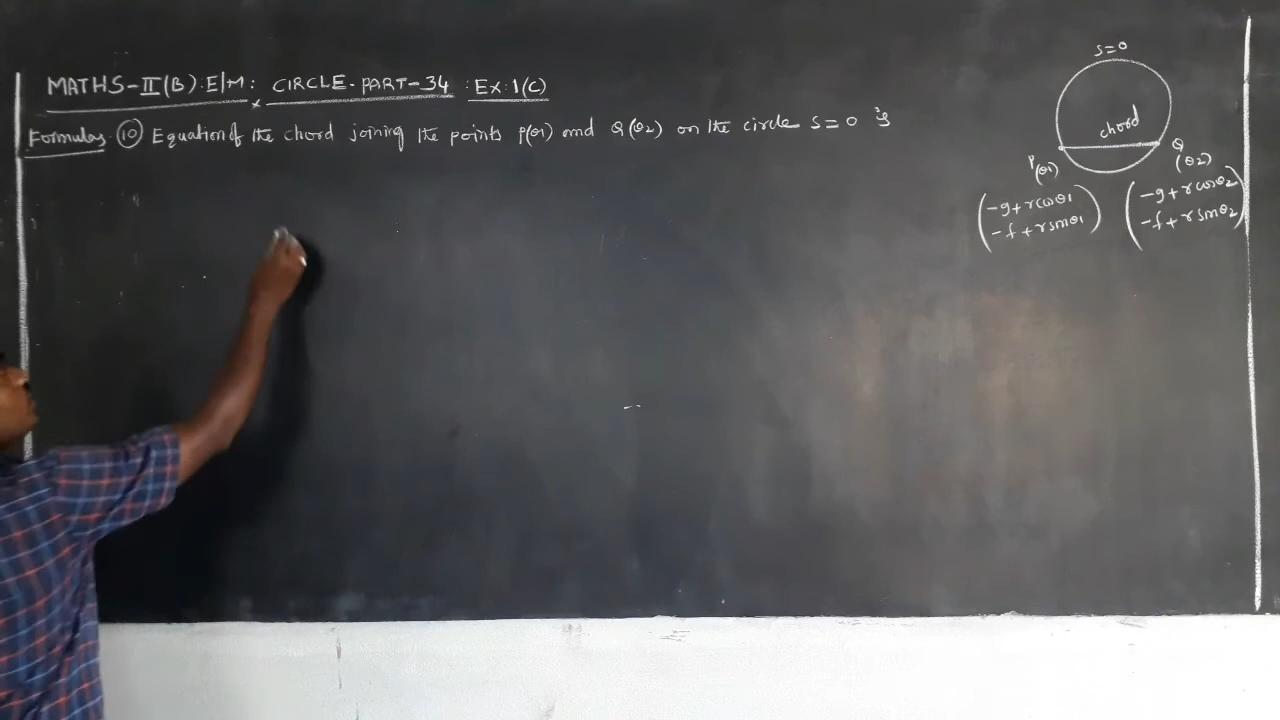 MATHS-II(B).E/M: CIRCLE-PART-34 : EX:1(C)
Formulas (10) Equation of the chord joining the points P(θ1) and Q(θ2) on the circle S=0 is
S=0
chord
P
(θ1)
Q
(θ2)
(-g+rcosθ1
-f+rsinθ1)
(-g+rcosθ2
-f+rsinθ2)